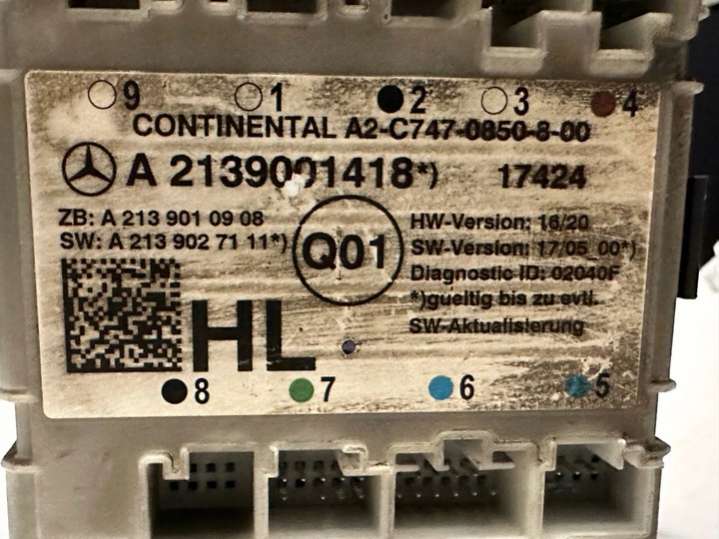 9 1 2 3 4
CONTINENTAL A2-C747-0850-8-00
A 2139001418*) 17424
ZB: A 213 901 09 08
SW: A 213 902 71 11*)
Q01
HW-Version: 16/20
SW-Version: 17/05_00*)
Diagnostic ID: 02040F
*)gueltig bis zu evtl.
SW-Aktualisierung
HL
8 7 6 5